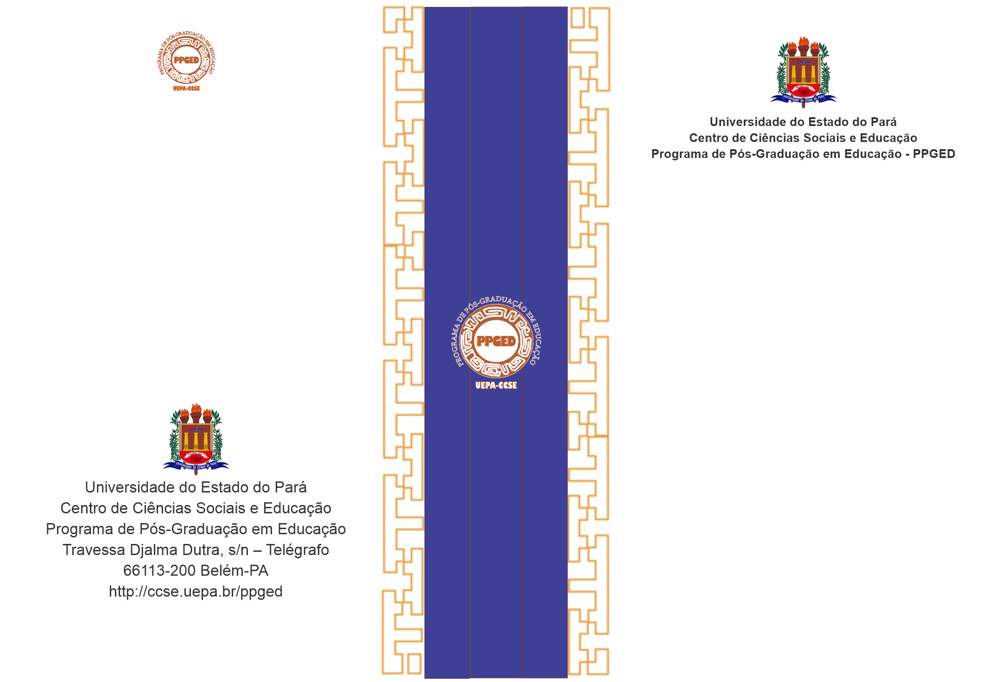 PROGRAMA DE PÓS-GRADUAÇÃO EM EDUCAÇÃO
PPGED
UEPA-CCSE
UEPA
1993
UNIVERSIDADE DO ESTADO DO PARÁ
Universidade do Estado do Pará
Centro de Ciências Sociais e Educação
Programa de Pós-Graduação em Educação
Travessa Djalma Dutra, s/n – Telégrafo
66113-200 Belém-PA
http://ccse.uepa.br/ppged
PROGRAMA DE PÓS-GRADUAÇÃO EM EDUCAÇÃO
PPGED
UEPA-CCSE
UEPA
1993
UNIVERSIDADE DO ESTADO DO PARÁ
Universidade do Estado do Pará
Centro de Ciências Sociais e Educação
Programa de Pós-Graduação em Educação - PPGED